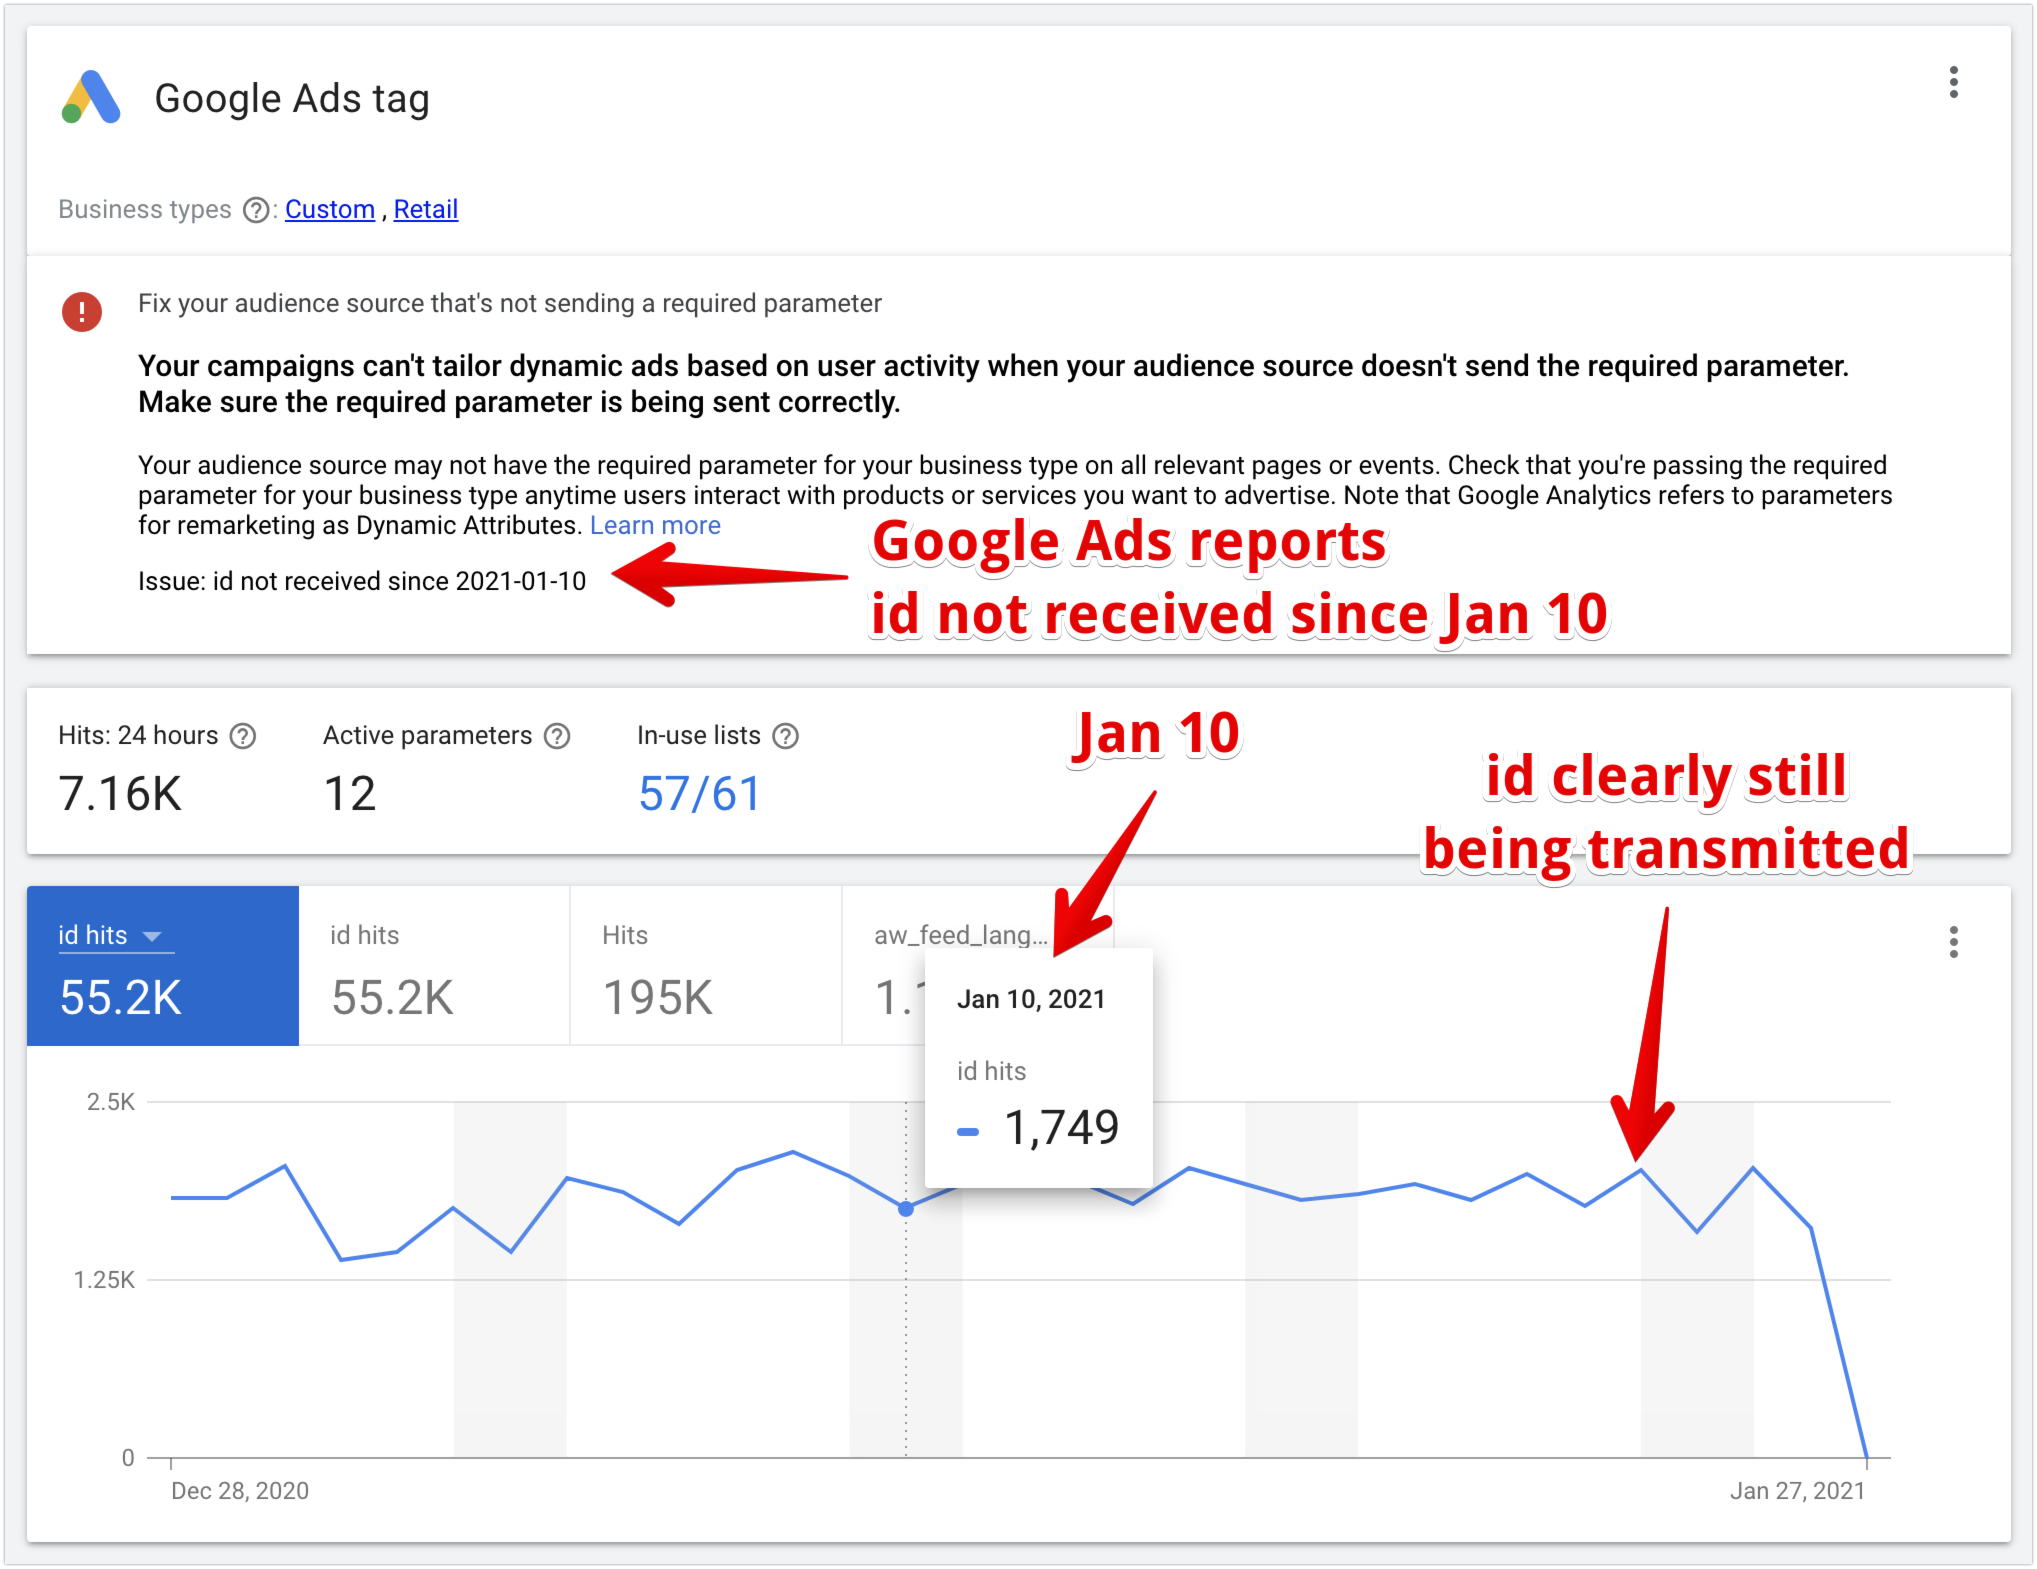 Google Ads tag
Business types ?: Custom , Retail
! Fix your audience source that's not sending a required parameter
Your campaigns can't tailor dynamic ads based on user activity when your audience source doesn't send the required parameter.
Make sure the required parameter is being sent correctly.
Your audience source may not have the required parameter for your business type on all relevant pages or events. Check that you're passing the required
parameter for your business type anytime users interact with products or services you want to advertise. Note that Google Analytics refers to parameters
for remarketing as Dynamic Attributes. Learn more
Google Ads reports
Issue: id not received since 2021-01-10
id not received since Jan 10
Hits: 24 hours ? Active parameters ? In-use lists ?
7.16K 12 57/61
Jan 10
id clearly still
being transmitted
id hits id hits Hits aw_feed_lang...
55.2K 55.2K 195K
Jan 10, 2021
id hits
1,749
2.5K
1.25K
0
Dec 28, 2020 Jan 27, 2021